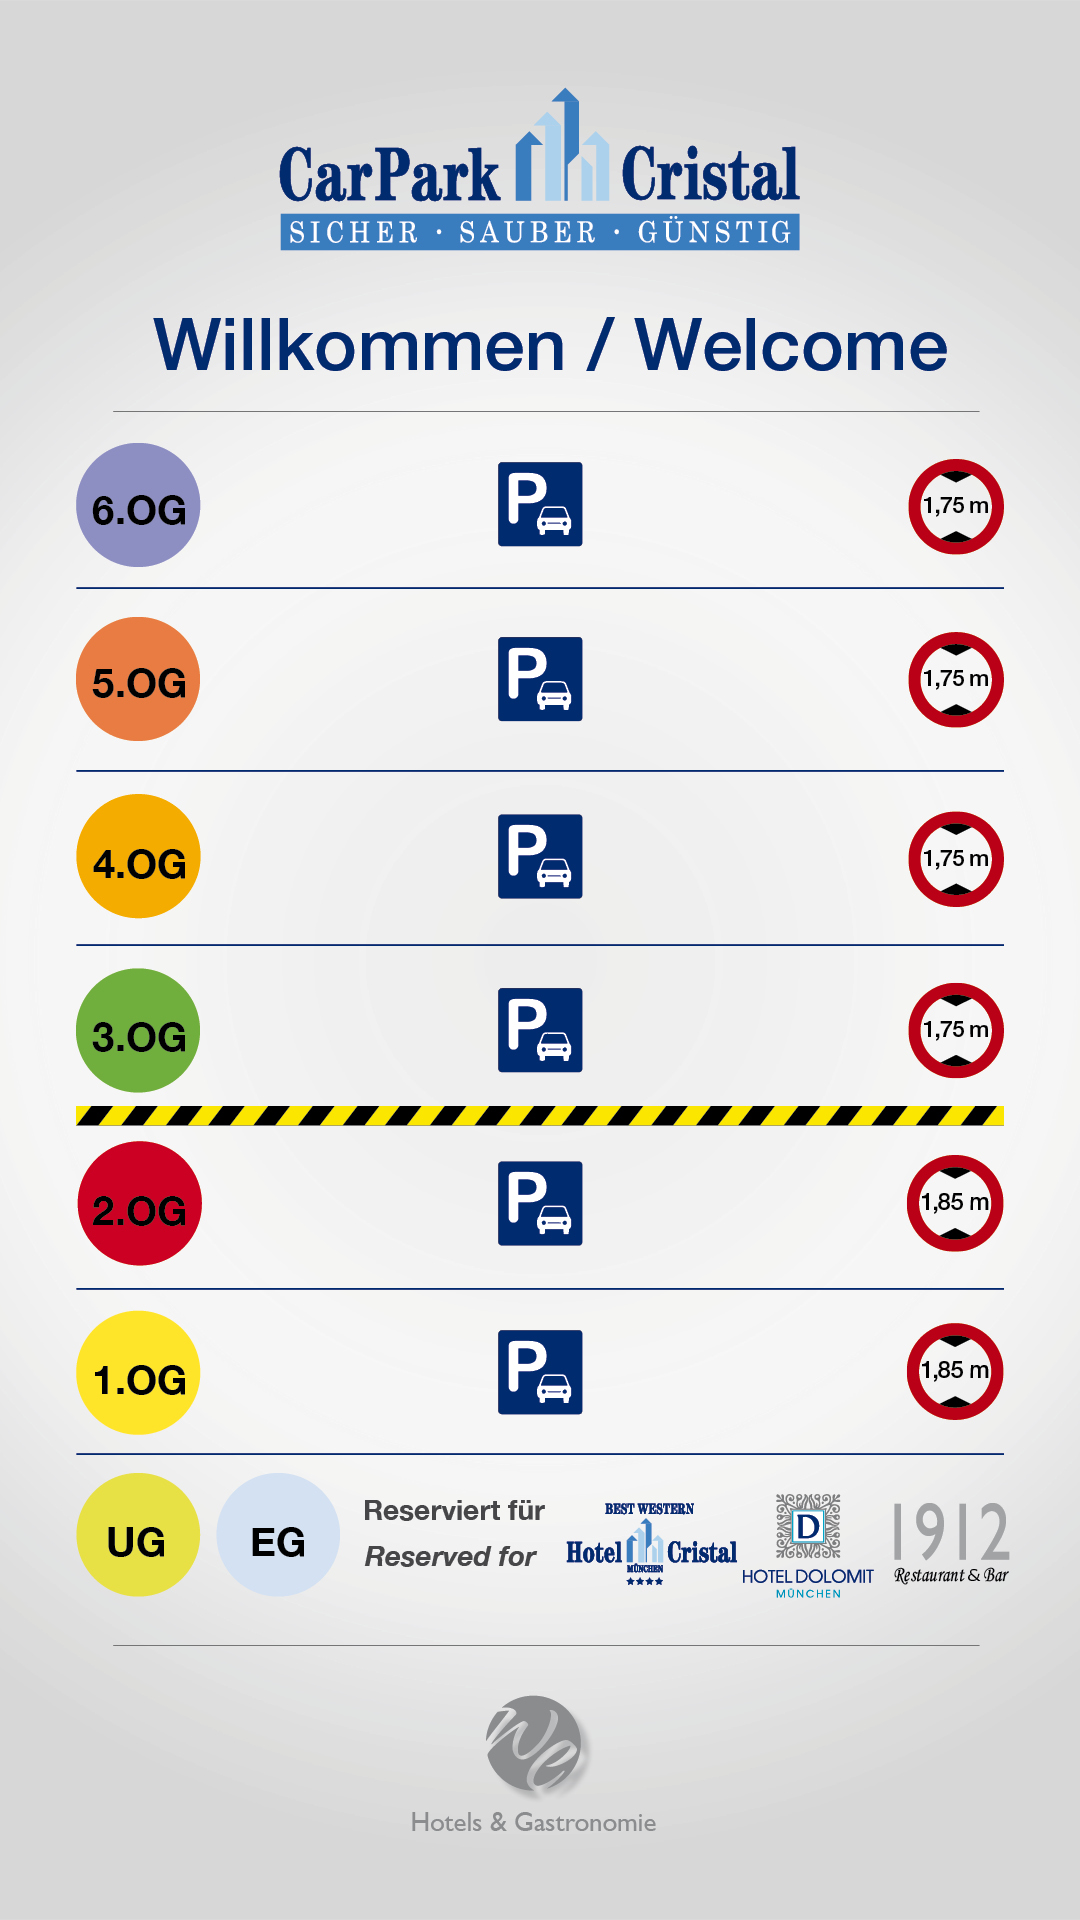 CarPark Cristal
SICHER · SAUBER · GÜNSTIG
Willkommen / Welcome
6.OG P 1,75 m
5.OG P 1,75 m
4.OG P 1,75 m
3.OG P 1,75 m
2.OG P 1,85 m
1.OG P 1,85 m
UG EG
Reserviert für
Reserved for
BEST WESTERN
Hotel Cristal
MÜNCHEN
D
HOTEL DOLOMIT
MÜNCHEN
1912
Restaurant & Bar
We
Hotels & Gastronomie